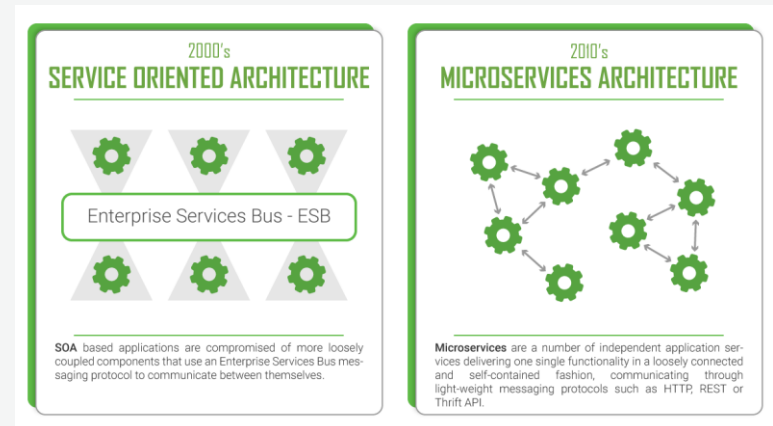 2000's
SERVICE ORIENTED ARCHITECTURE
Enterprise Services Bus - ESB
SOA based applications are compromised of more loosely
coupled components that use an Enterprise Services Bus mes-
saging protocol to communicate between themselves.
2010's
MICROSERVICES ARCHITECTURE
Microservices are a number of independent application ser-
vices delivering one single functionality in a loosely connected
and self-contained fashion, communicating through
light-weight messaging protocols such as HTTP, REST or
Thrift API.